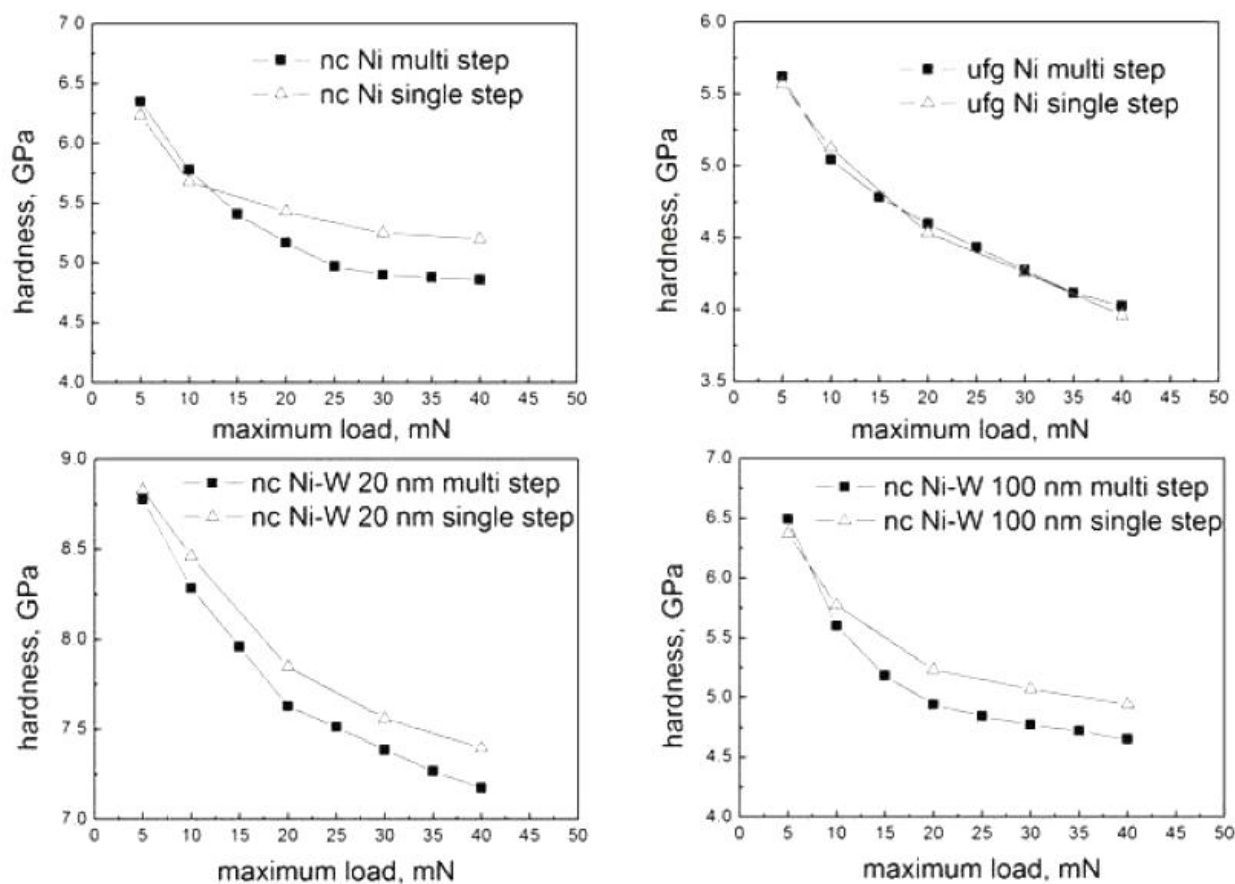 7.0
6.5
6.0
5.5
5.0
4.5
4.0
hardness, GPa
nc Ni multi step
nc Ni single step
0 5 10 15 20 25 30 35 40 45 50
maximum load, mN
6.0
5.5
5.0
4.5
4.0
3.5
hardness, GPa
ufg Ni multi step
ufg Ni single step
0 5 10 15 20 25 30 35 40 45 50
maximum load, mN
9.0
8.5
8.0
7.5
7.0
hardness, GPa
nc Ni-W 20 nm multi step
nc Ni-W 20 nm single step
0 5 10 15 20 25 30 35 40 45 50
maximum load, mN
7.0
6.5
6.0
5.5
5.0
4.5
4.0
hardness, GPa
nc Ni-W 100 nm multi step
nc Ni-W 100 nm single step
0 5 10 15 20 25 30 35 40 45 50
maximum load, mN